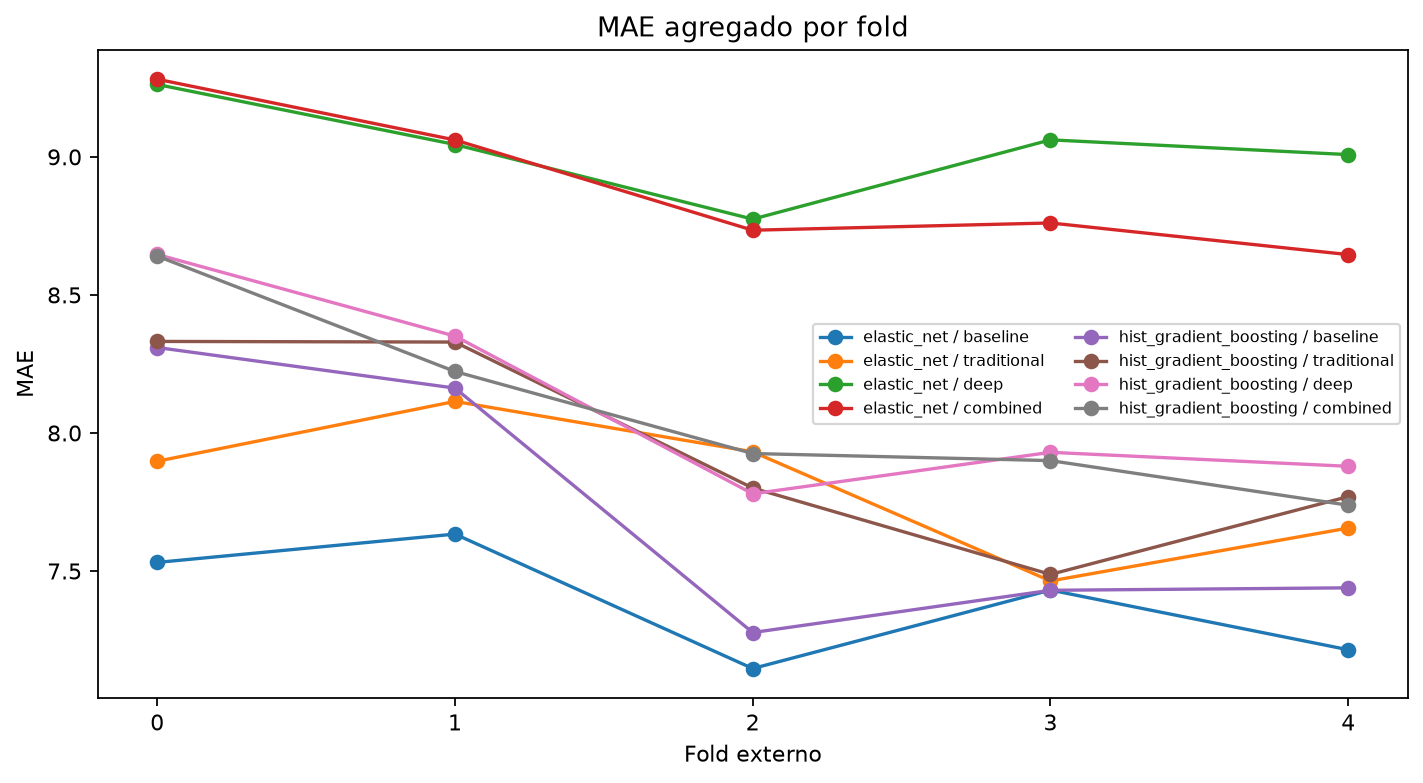 MAE agregado por fold
MAE
9.0
8.5
8.0
7.5
elastic_net / baseline
elastic_net / traditional
elastic_net / deep
elastic_net / combined
hist_gradient_boosting / baseline
hist_gradient_boosting / traditional
hist_gradient_boosting / deep
hist_gradient_boosting / combined
0 1 2 3 4
Fold externo